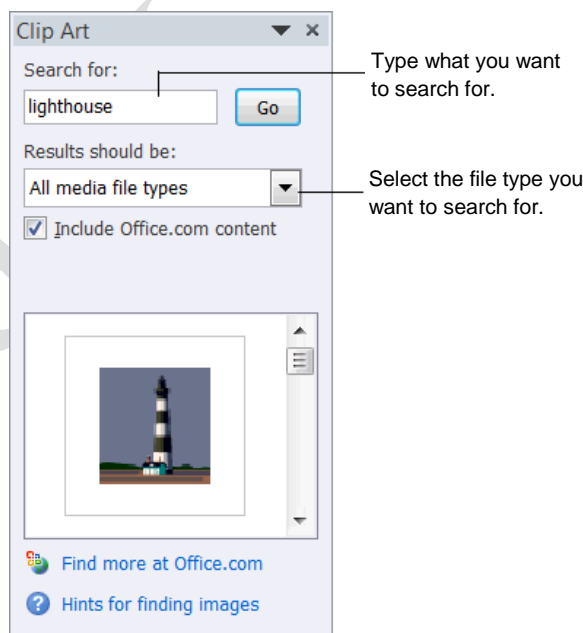 Clip Art
Search for:
lighthouse
Go
Type what you want
to search for.
Results should be:
All media file types
Select the file type you
want to search for.
Include Office.com content
Find more at Office.com
Hints for finding images